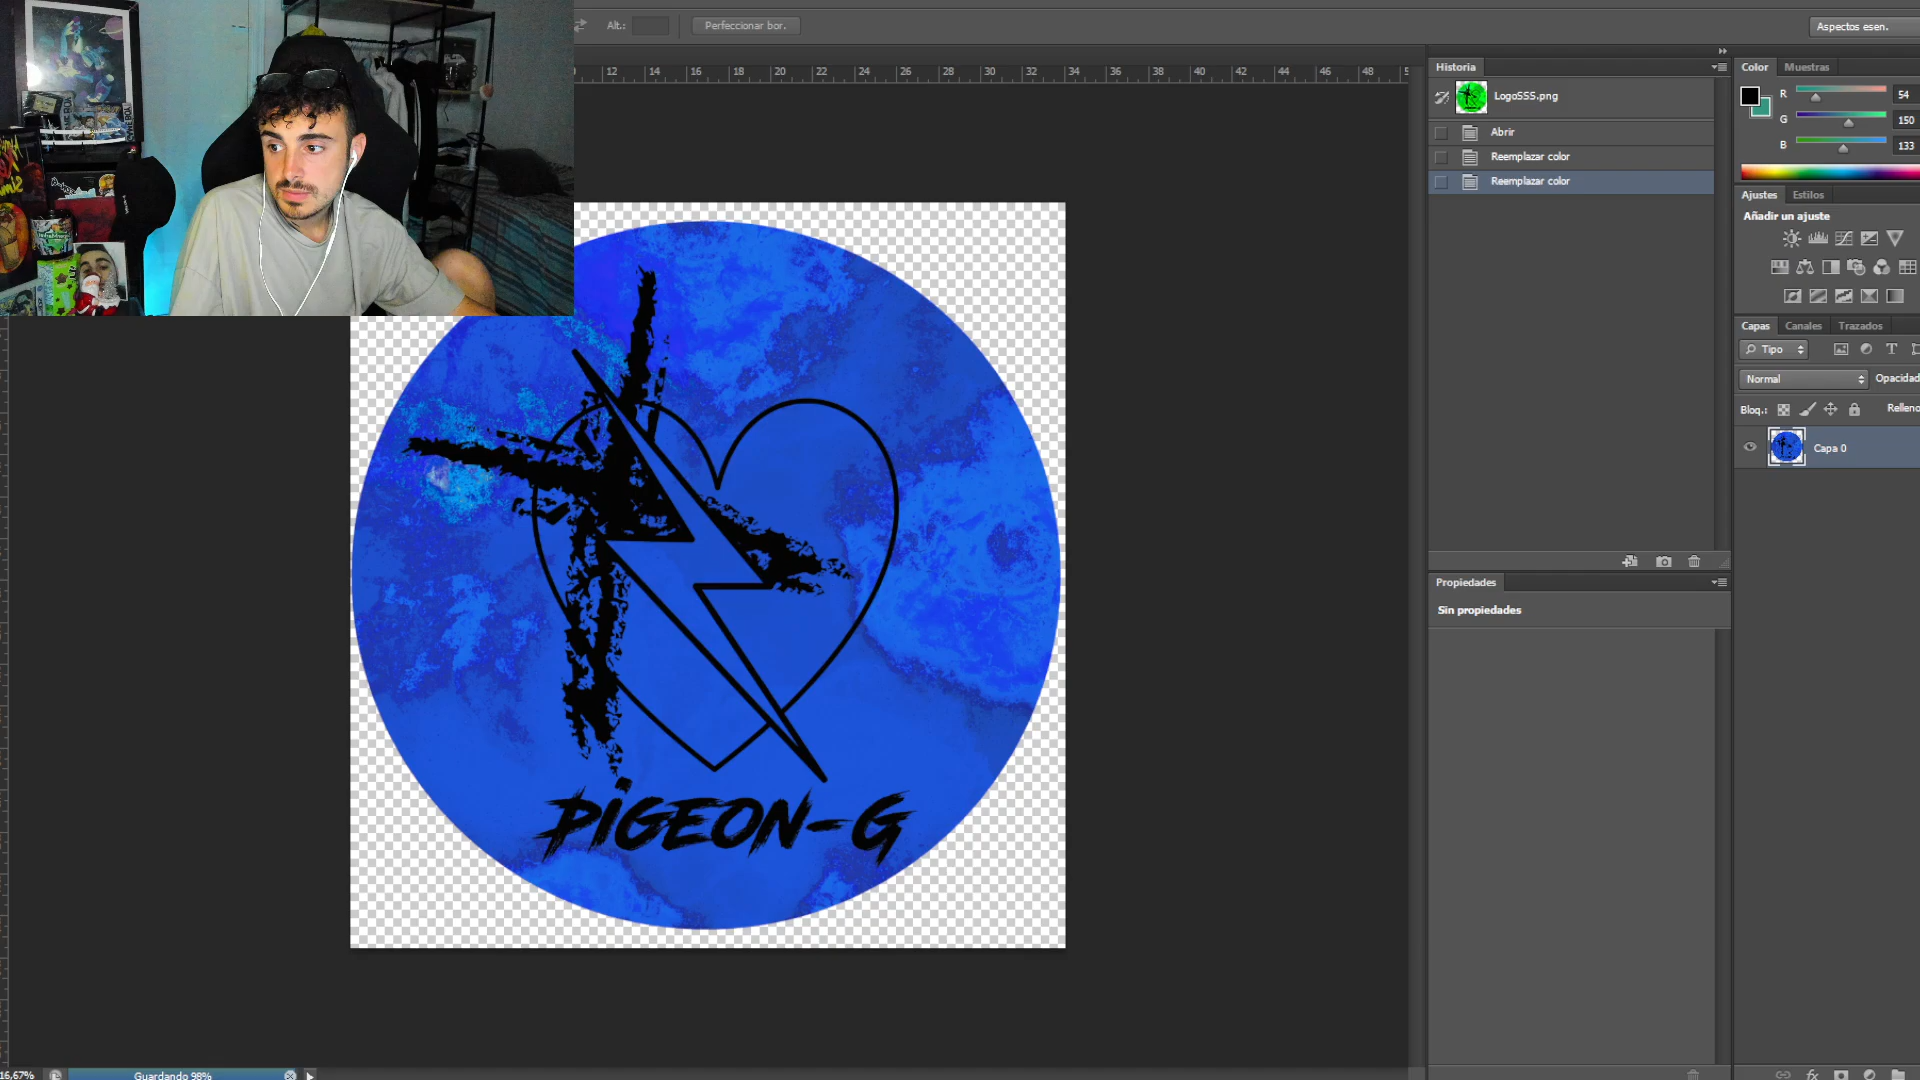 Alt.:
Perfeccionar bor.
Aspectos esen.
12 14 16 18 20 22 24 26 28 30 32 34 36 38 40 42 44 46 48 5
Historia
LogoSSS.png
Abrir
Reemplazar color
Reemplazar color
Color
Muestras
R 54
G 150
B 133
Ajustes
Estilos
Añadir un ajuste
Capas
Canales
Trazados
Tipo
Normal
Opacidad
Bloq.:
Relleno
Capa 0
Propiedades
Sin propiedades
PIGEON-G
16,67%
Guardando 98%